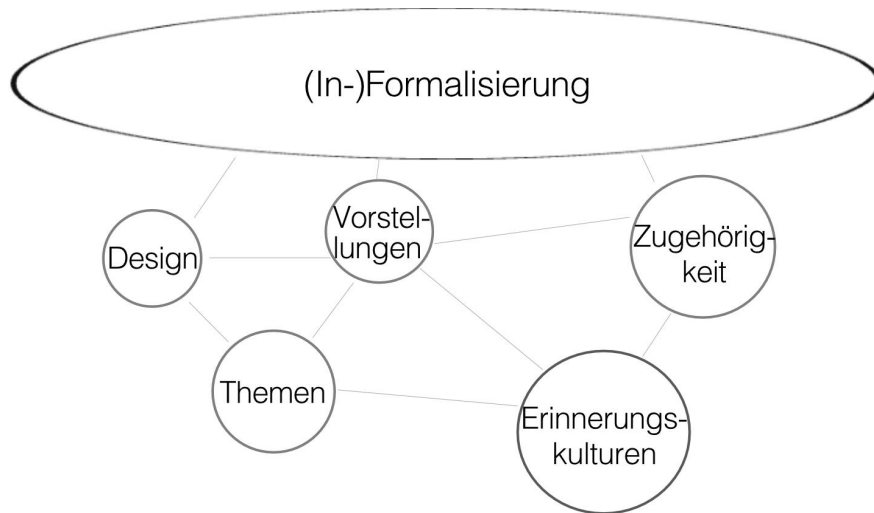 (In-)Formalisierung
Vorstel-
lungen
Design
Zugehörig-
keit
Themen
Erinnerungs-
kulturen